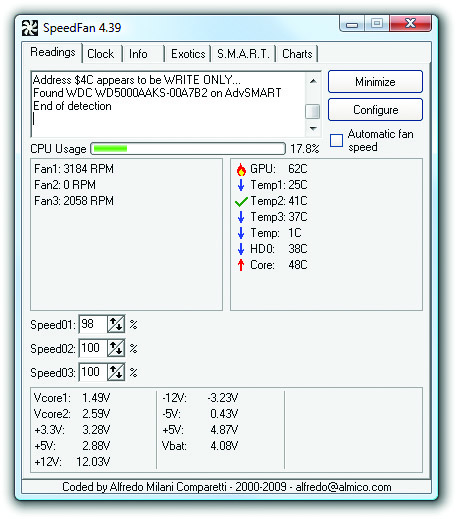 SpeedFan 4.39
Readings Clock Info Exotics S.M.A.R.T. Charts
Address $4C appears to be WRITE ONLY...
Found WDC WD5000AAKS-00A7B2 on AdvSMART
End of detection
Minimize
Configure
Automatic fan
speed
CPU Usage 17.8%
Fan1: 3184 RPM
Fan2: 0 RPM
Fan3: 2058 RPM
GPU: 62C
Temp1: 25C
Temp2: 41C
Temp3: 37C
Temp: 1C
HD0: 38C
Core: 48C
Speed01: 98 %
Speed02: 100 %
Speed03: 100 %
Vcore1: 1.49V
Vcore2: 2.59V
+3.3V: 3.28V
+5V: 2.88V
+12V: 12.03V
-12V: -3.23V
-5V: 0.43V
+5V: 4.87V
Vbat: 4.08V
Coded by Alfredo Milani Comparetti - 2000-2009 - alfredo@almico.com